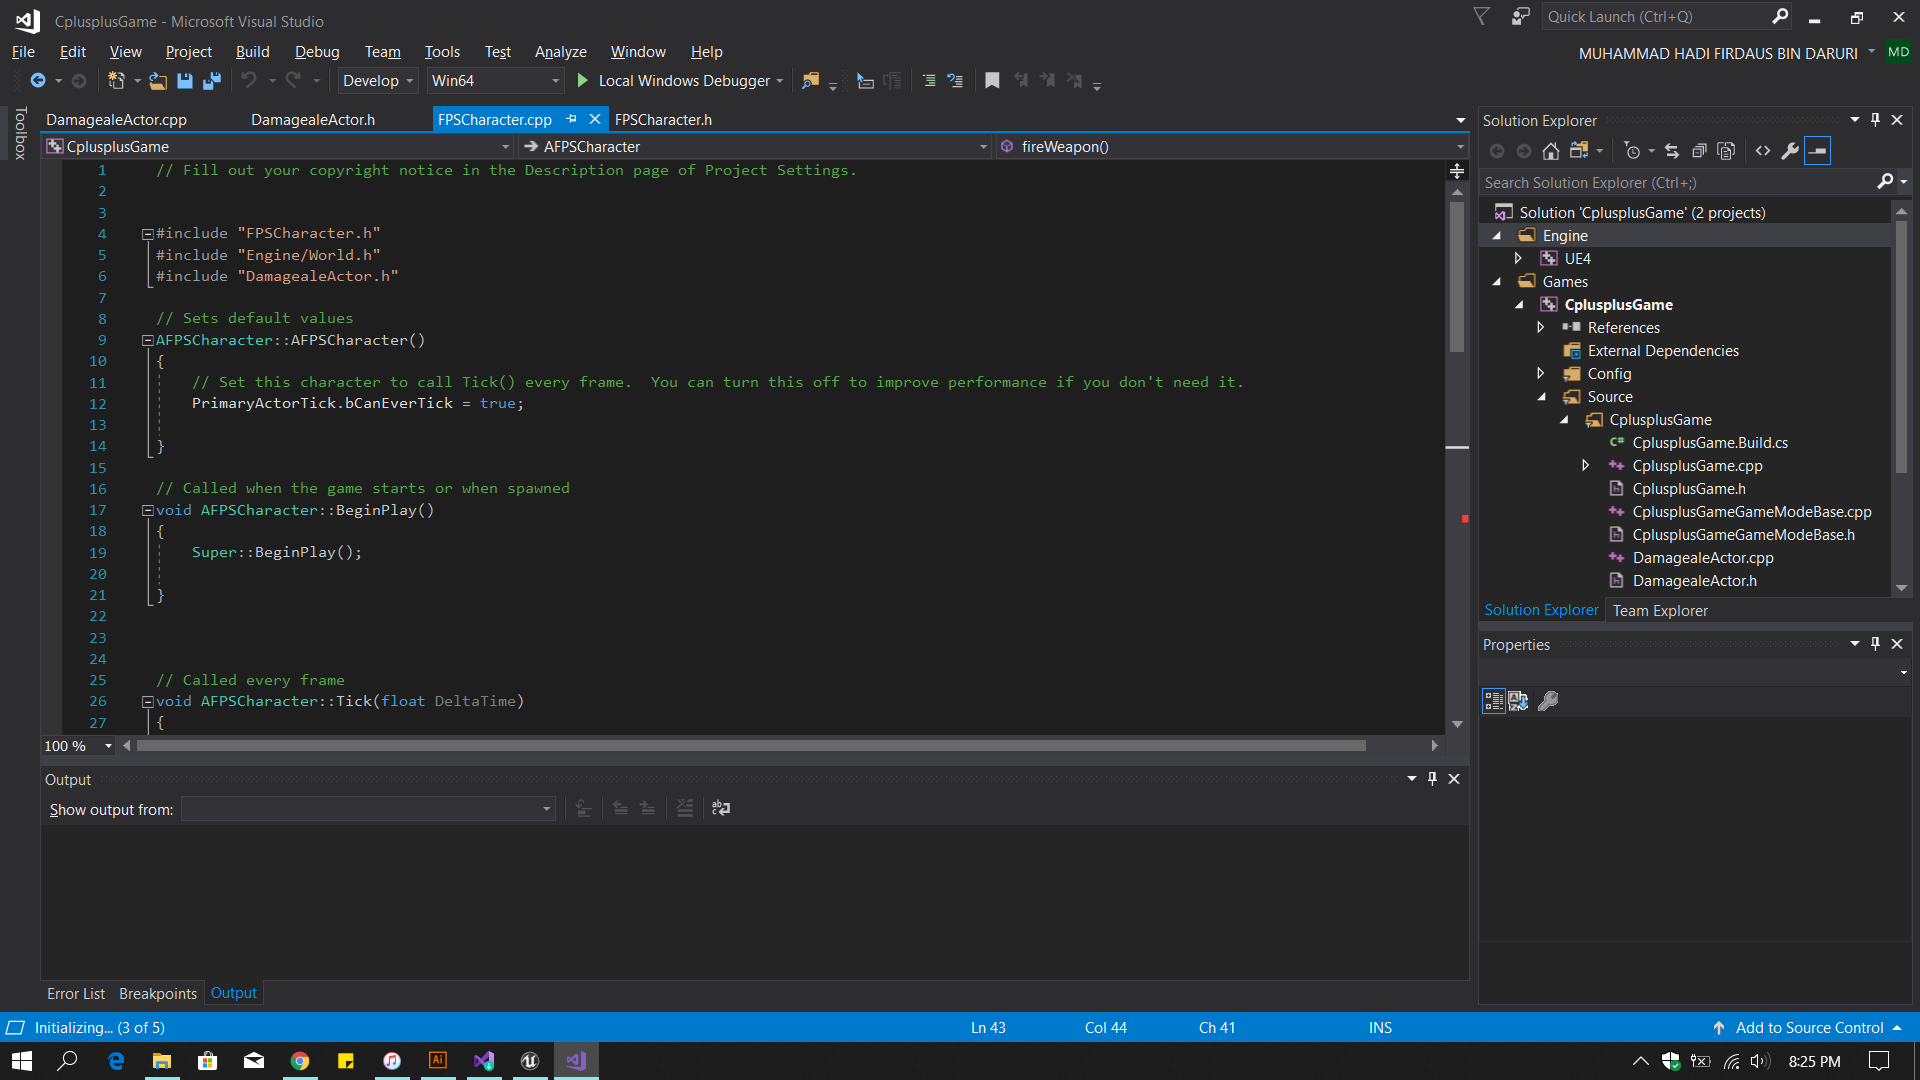 CplusplusGame - Microsoft Visual Studio
Quick Launch (Ctrl+Q)
File Edit View Project Build Debug Team Tools Test Analyze Window Help
MUHAMMAD HADI FIRDAUS BIN DARURI MD
Develop Win64 Local Windows Debugger
Toolbox
DamagealeActor.cpp DamagealeActor.h FPSCharacter.cpp FPSCharacter.h
CplusplusGame AFPSCharacter fireWeapon()
1 // Fill out your copyright notice in the Description page of Project Settings.
2
3
4 #include "FPSCharacter.h"
5 #include "Engine/World.h"
6 #include "DamagealeActor.h"
7
8 // Sets default values
9 AFPSCharacter::AFPSCharacter()
10 {
11 // Set this character to call Tick() every frame.  You can turn this off to improve performance if you don't need it.
12 PrimaryActorTick.bCanEverTick = true;
13
14 }
15
16 // Called when the game starts or when spawned
17 void AFPSCharacter::BeginPlay()
18 {
19 Super::BeginPlay();
20
21 }
22
23
24
25 // Called every frame
26 void AFPSCharacter::Tick(float DeltaTime)
27 {
100 %
Output
Show output from:
Error List Breakpoints Output
Solution Explorer
Search Solution Explorer (Ctrl+;)
Solution 'CplusplusGame' (2 projects)
Engine
UE4
Games
CplusplusGame
References
External Dependencies
Config
Source
CplusplusGame
CplusplusGame.Build.cs
CplusplusGame.cpp
CplusplusGame.h
CplusplusGameGameModeBase.cpp
CplusplusGameGameModeBase.h
DamagealeActor.cpp
DamagealeActor.h
Solution Explorer Team Explorer
Properties
Initializing... (3 of 5) Ln 43 Col 44 Ch 41 INS Add to Source Control
Ai
8:25 PM